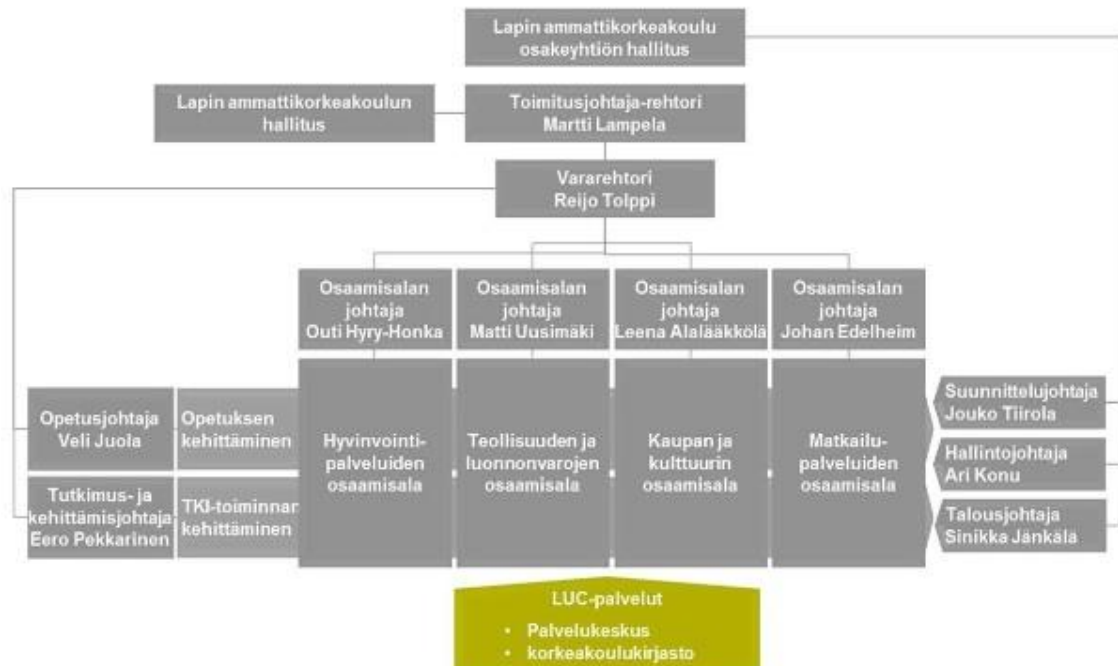 Lapin ammattikorkeakoulu
osakeyhtiön hallitus
Lapin ammattikorkeakoulun
hallitus
Toimitusjohtaja-rehtori
Martti Lampela
Vararehtori
Reijo Tolppi
Osaamisalan
johtaja
Outi Hyry-Honka
Osaamisalan
johtaja
Matti Uusimäki
Osaamisalan
johtaja
Leena Alalääkkölä
Osaamisalan
johtaja
Johan Edelheim
Opetusjohtaja
Veli Juola
Opetuksen
kehittäminen
Tutkimus- ja
kehittämisjohtaja
Eero Pekkarinen
TKI-toiminnan
kehittäminen
Hyvinvointi-
palveluiden
osaamisala
Teollisuuden ja
luonnonvarojen
osaamisala
Kaupan ja
kulttuurin
osaamisala
Matkailu-
palveluiden
osaamisala
Suunnittelujohtaja
Jouko Tiirola
Hallintojohtaja
Ari Konu
Talousjohtaja
Sinikka Jänkälä
LUC-palvelut
• Palvelukeskus
• korkeakoulukirjasto